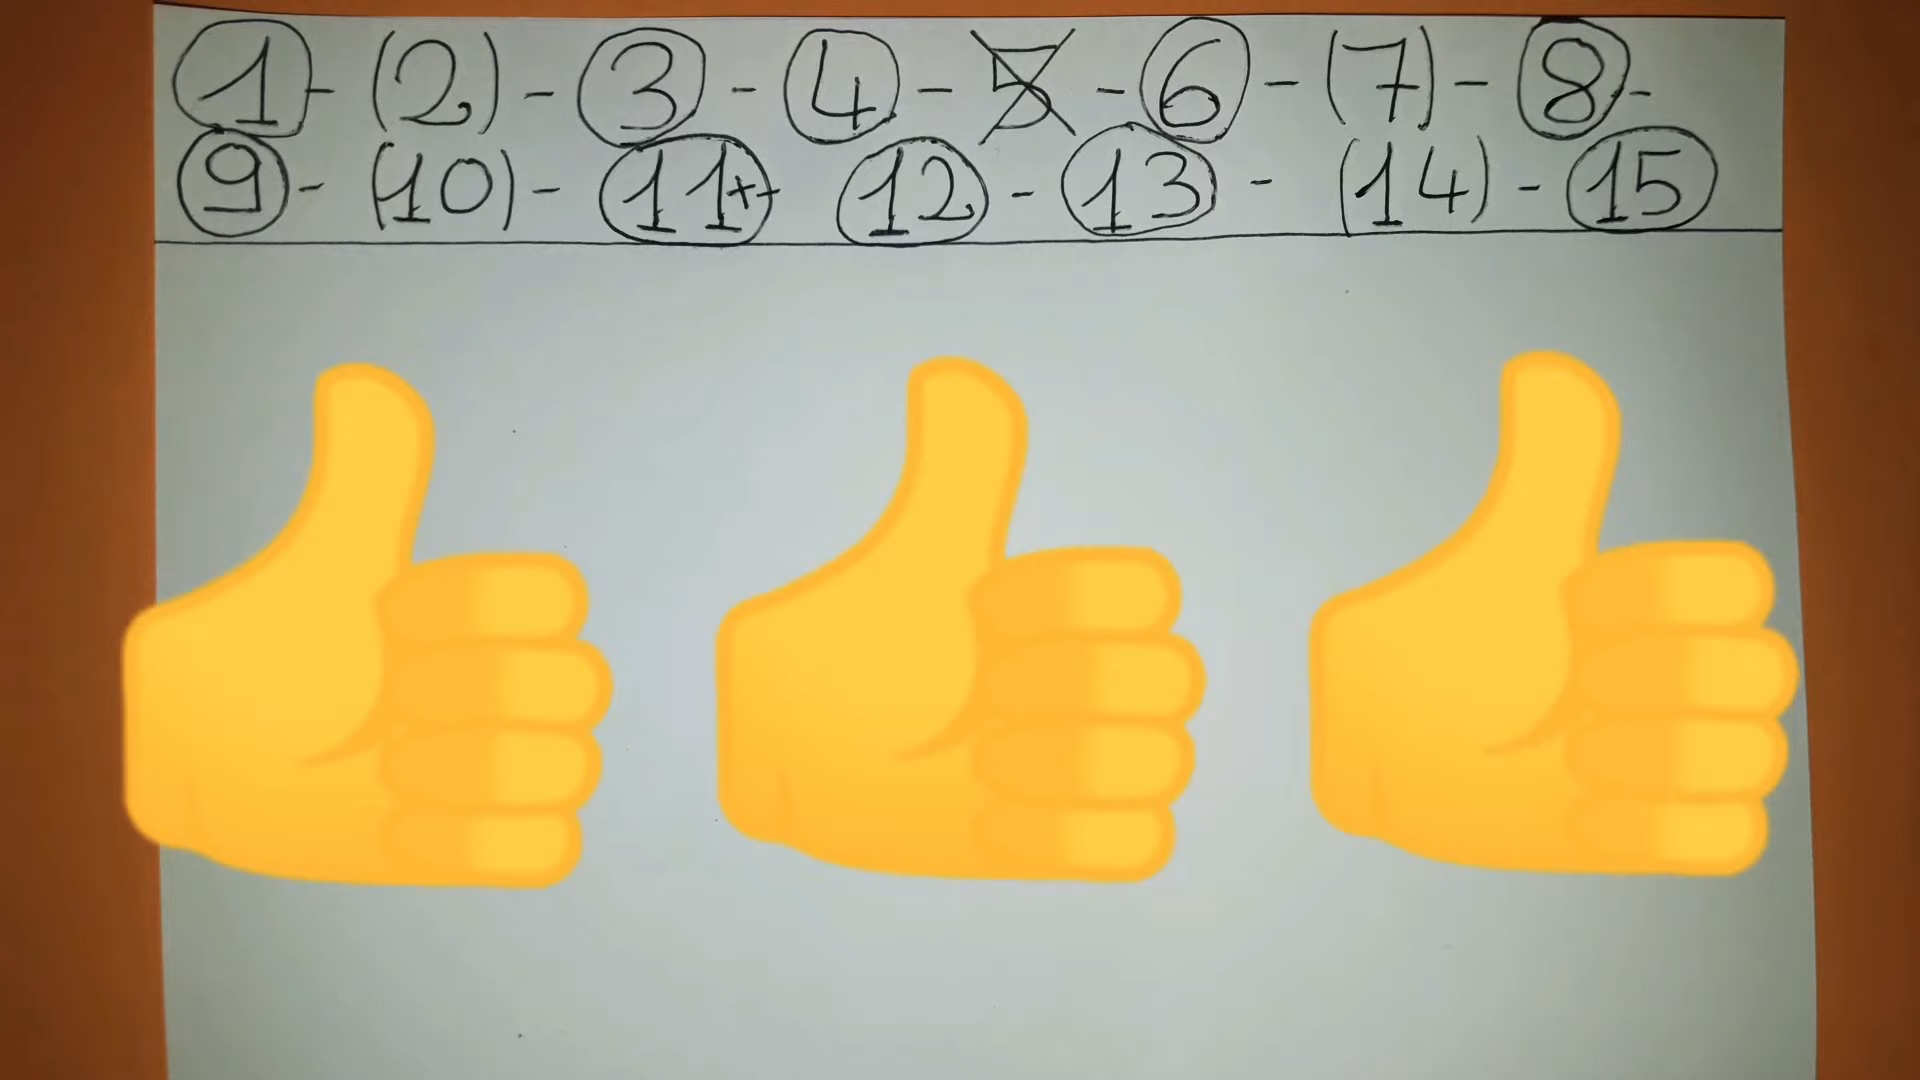 1 - (2) - 3 - 4 - 5 - 6 - (7) - 8 -
9 - (10) - 11+- 12 - 13 - (14) - 15